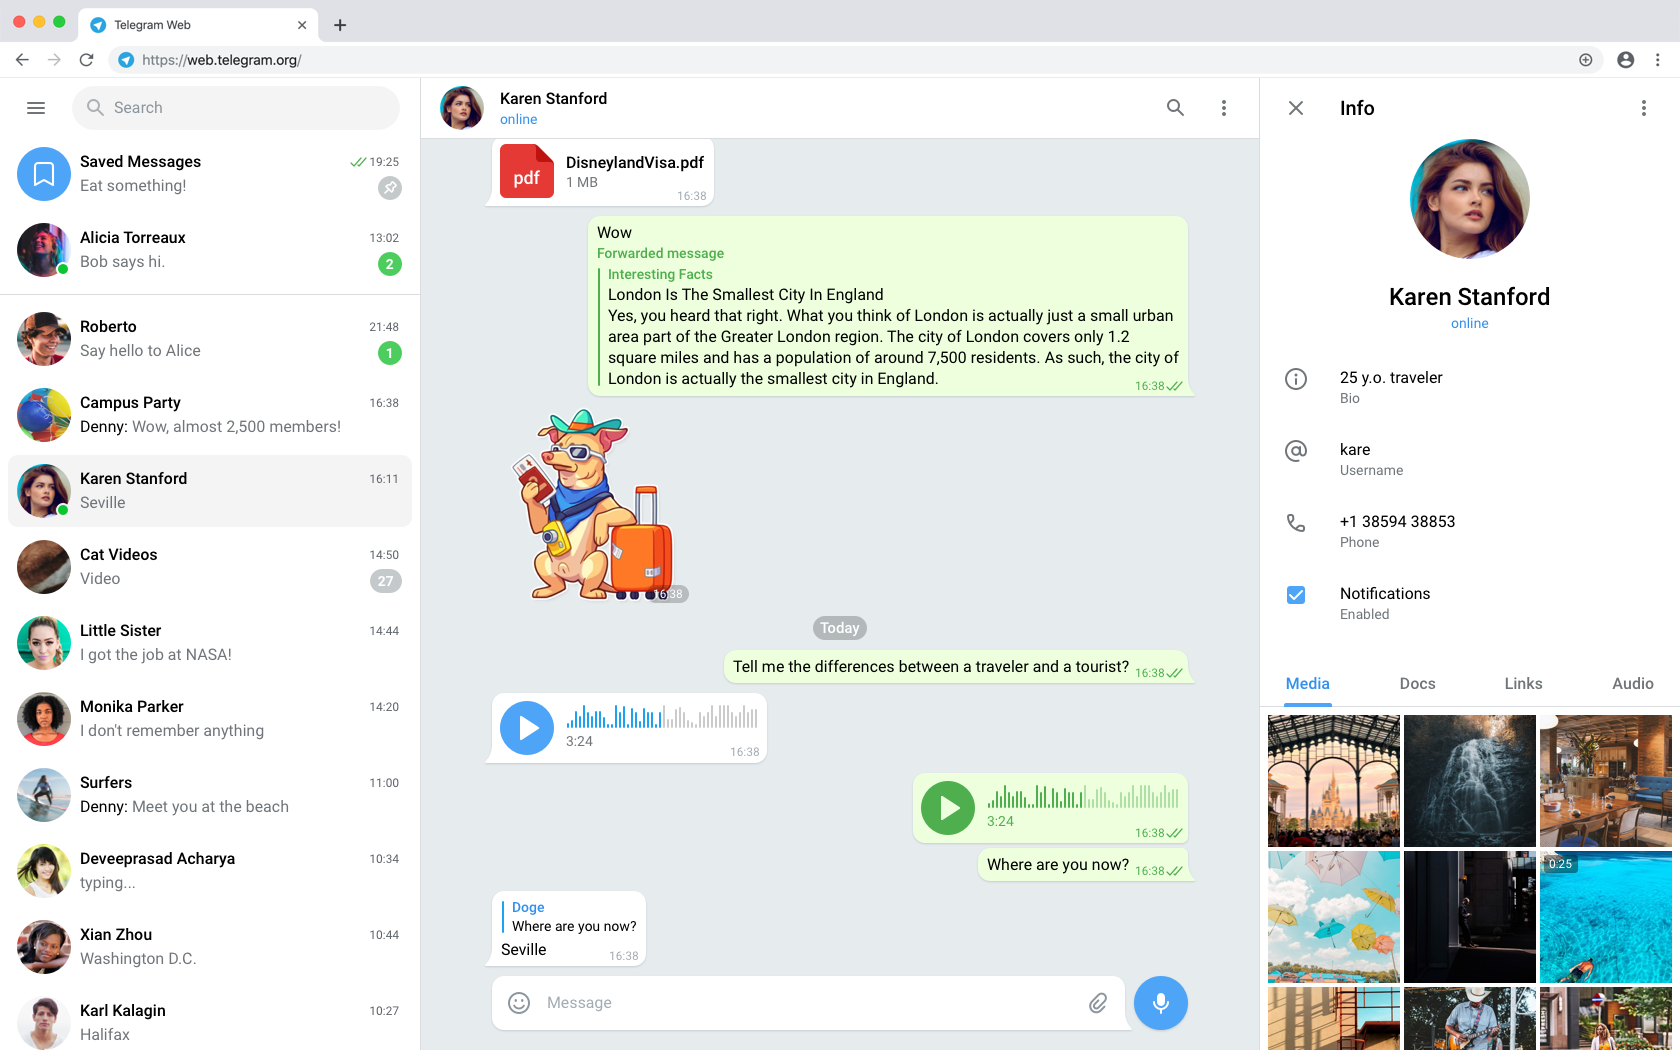 Telegram Web
https://web.telegram.org/
Search
Saved Messages
19:25
Eat something!
Alicia Torreaux
13:02
Bob says hi.
2
Roberto
21:48
Say hello to Alice
1
Campus Party
16:38
Denny: Wow, almost 2,500 members!
Karen Stanford
16:11
Seville
Cat Videos
14:50
Video
27
Little Sister
14:44
I got the job at NASA!
Monika Parker
14:20
I don't remember anything
Surfers
11:00
Denny: Meet you at the beach
Deveeprasad Acharya
10:34
typing...
Xian Zhou
10:44
Washington D.C.
Karl Kalagin
10:27
Halifax
Karen Stanford
online
pdf
DisneylandVisa.pdf
1 MB
16:38
Wow
Forwarded message
Interesting Facts
London Is The Smallest City In England
Yes, you heard that right. What you think of London is actually just a small urban
area part of the Greater London region. The city of London covers only 1.2
square miles and has a population of around 7,500 residents. As such, the city of
London is actually the smallest city in England.
16:38
16:38
Today
Tell me the differences between a traveler and a tourist?
16:38
3:24
16:38
3:24
16:38
Where are you now?
16:38
Doge
Where are you now?
Seville
16:38
Message
Info
Karen Stanford
online
25 y.o. traveler
Bio
kare
Username
+1 38594 38853
Phone
Notifications
Enabled
Media
Docs
Links
Audio
0:25